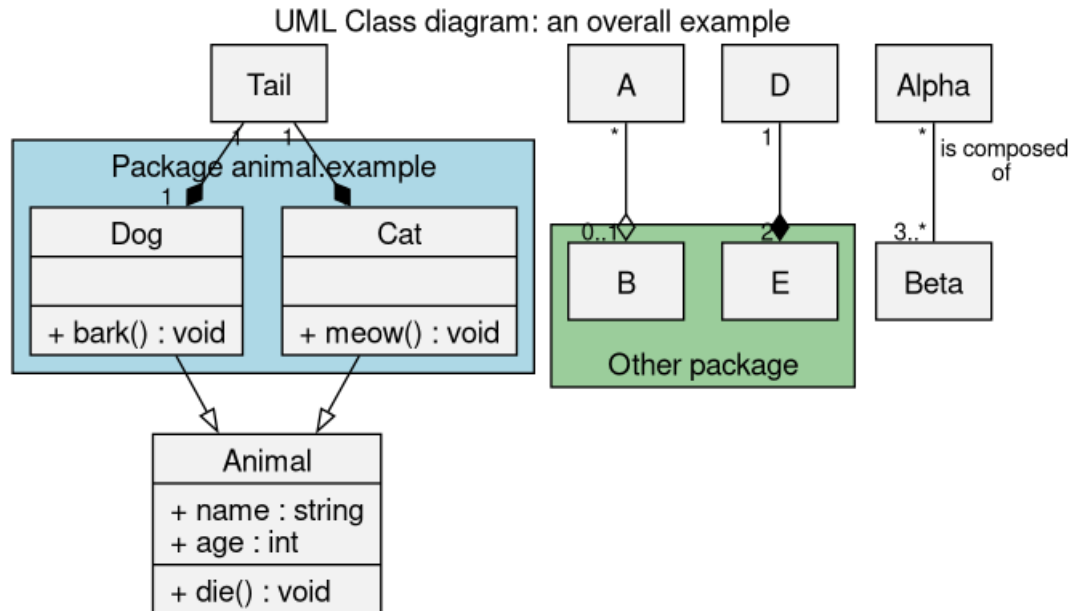 UML Class diagram: an overall example
Tail
A
D
Alpha
1
1
*
1
*
is composed
of
Package animal.example
1
Dog
Cat
0..1
2
3..*
B
E
Beta
+ bark() : void
+ meow() : void
Other package
Animal
+ name : string
+ age : int
+ die() : void